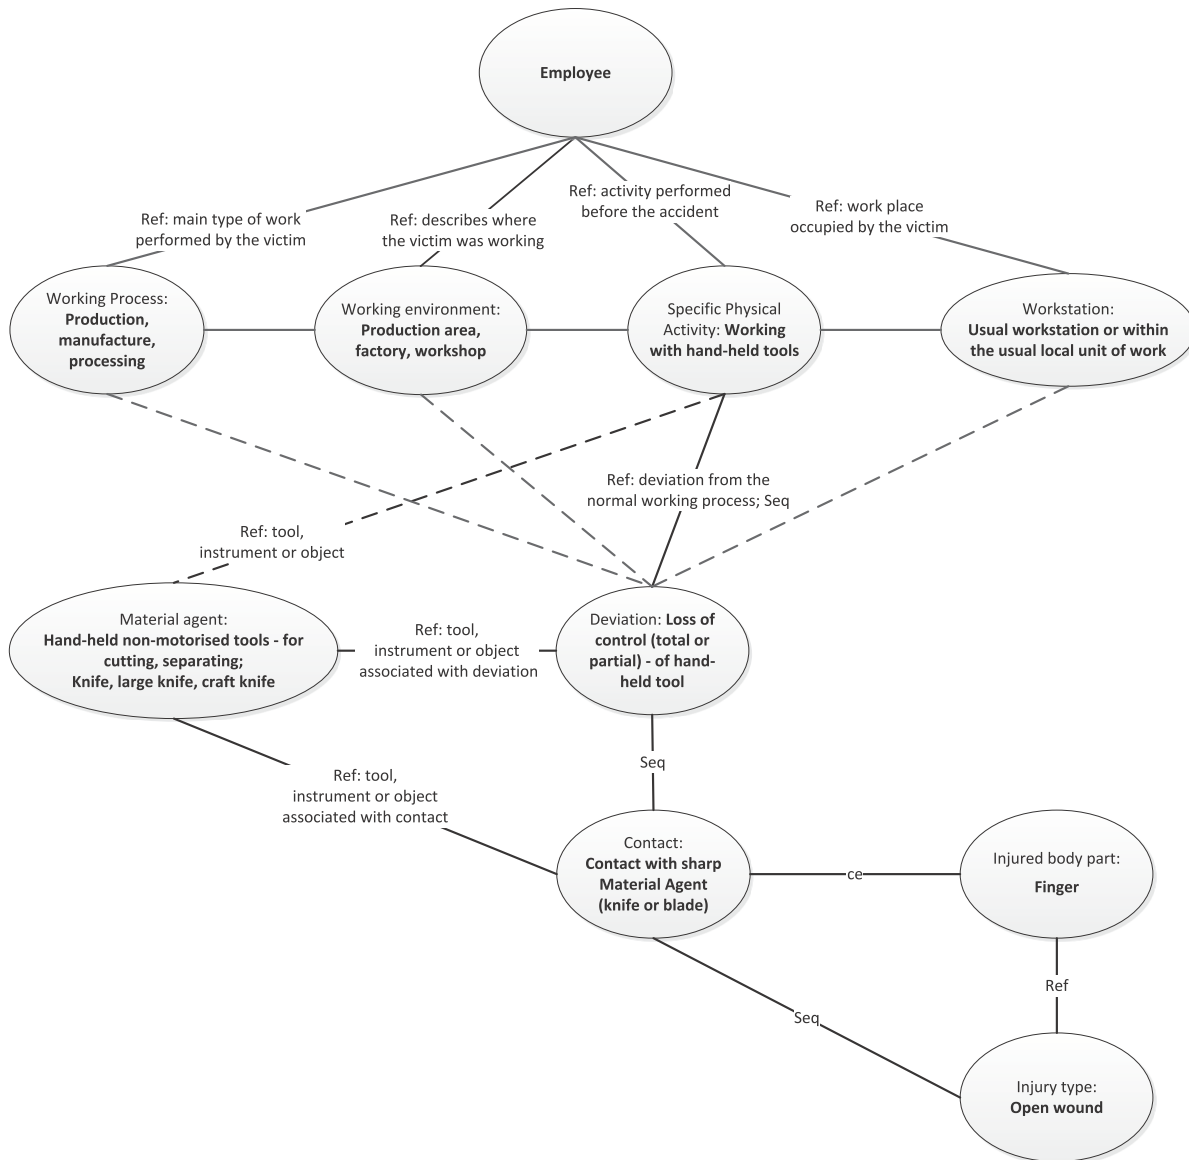 Employee
Ref: main type of work
performed by the victim
Ref: describes where
the victim was working
Ref: activity performed
before the accident
Ref: work place
occupied by the victim
Working Process:
Production,
manufacture,
processing
Working environment:
Production area,
factory, workshop
Specific Physical
Activity: Working
with hand-held tools
Workstation:
Usual workstation or within
the usual local unit of work
Ref: deviation from the
normal working process; Seq
Ref: tool,
instrument or object
Material agent:
Hand-held non-motorised tools - for
cutting, separating;
Knife, large knife, craft knife
Ref: tool,
instrument or object
associated with deviation
Deviation: Loss of
control (total or
partial) - of hand-
held tool
Seq
Ref: tool,
instrument or object
associated with contact
Contact:
Contact with sharp
Material Agent
(knife or blade)
ce
Injured body part:
Finger
Ref
Seq
Injury type:
Open wound